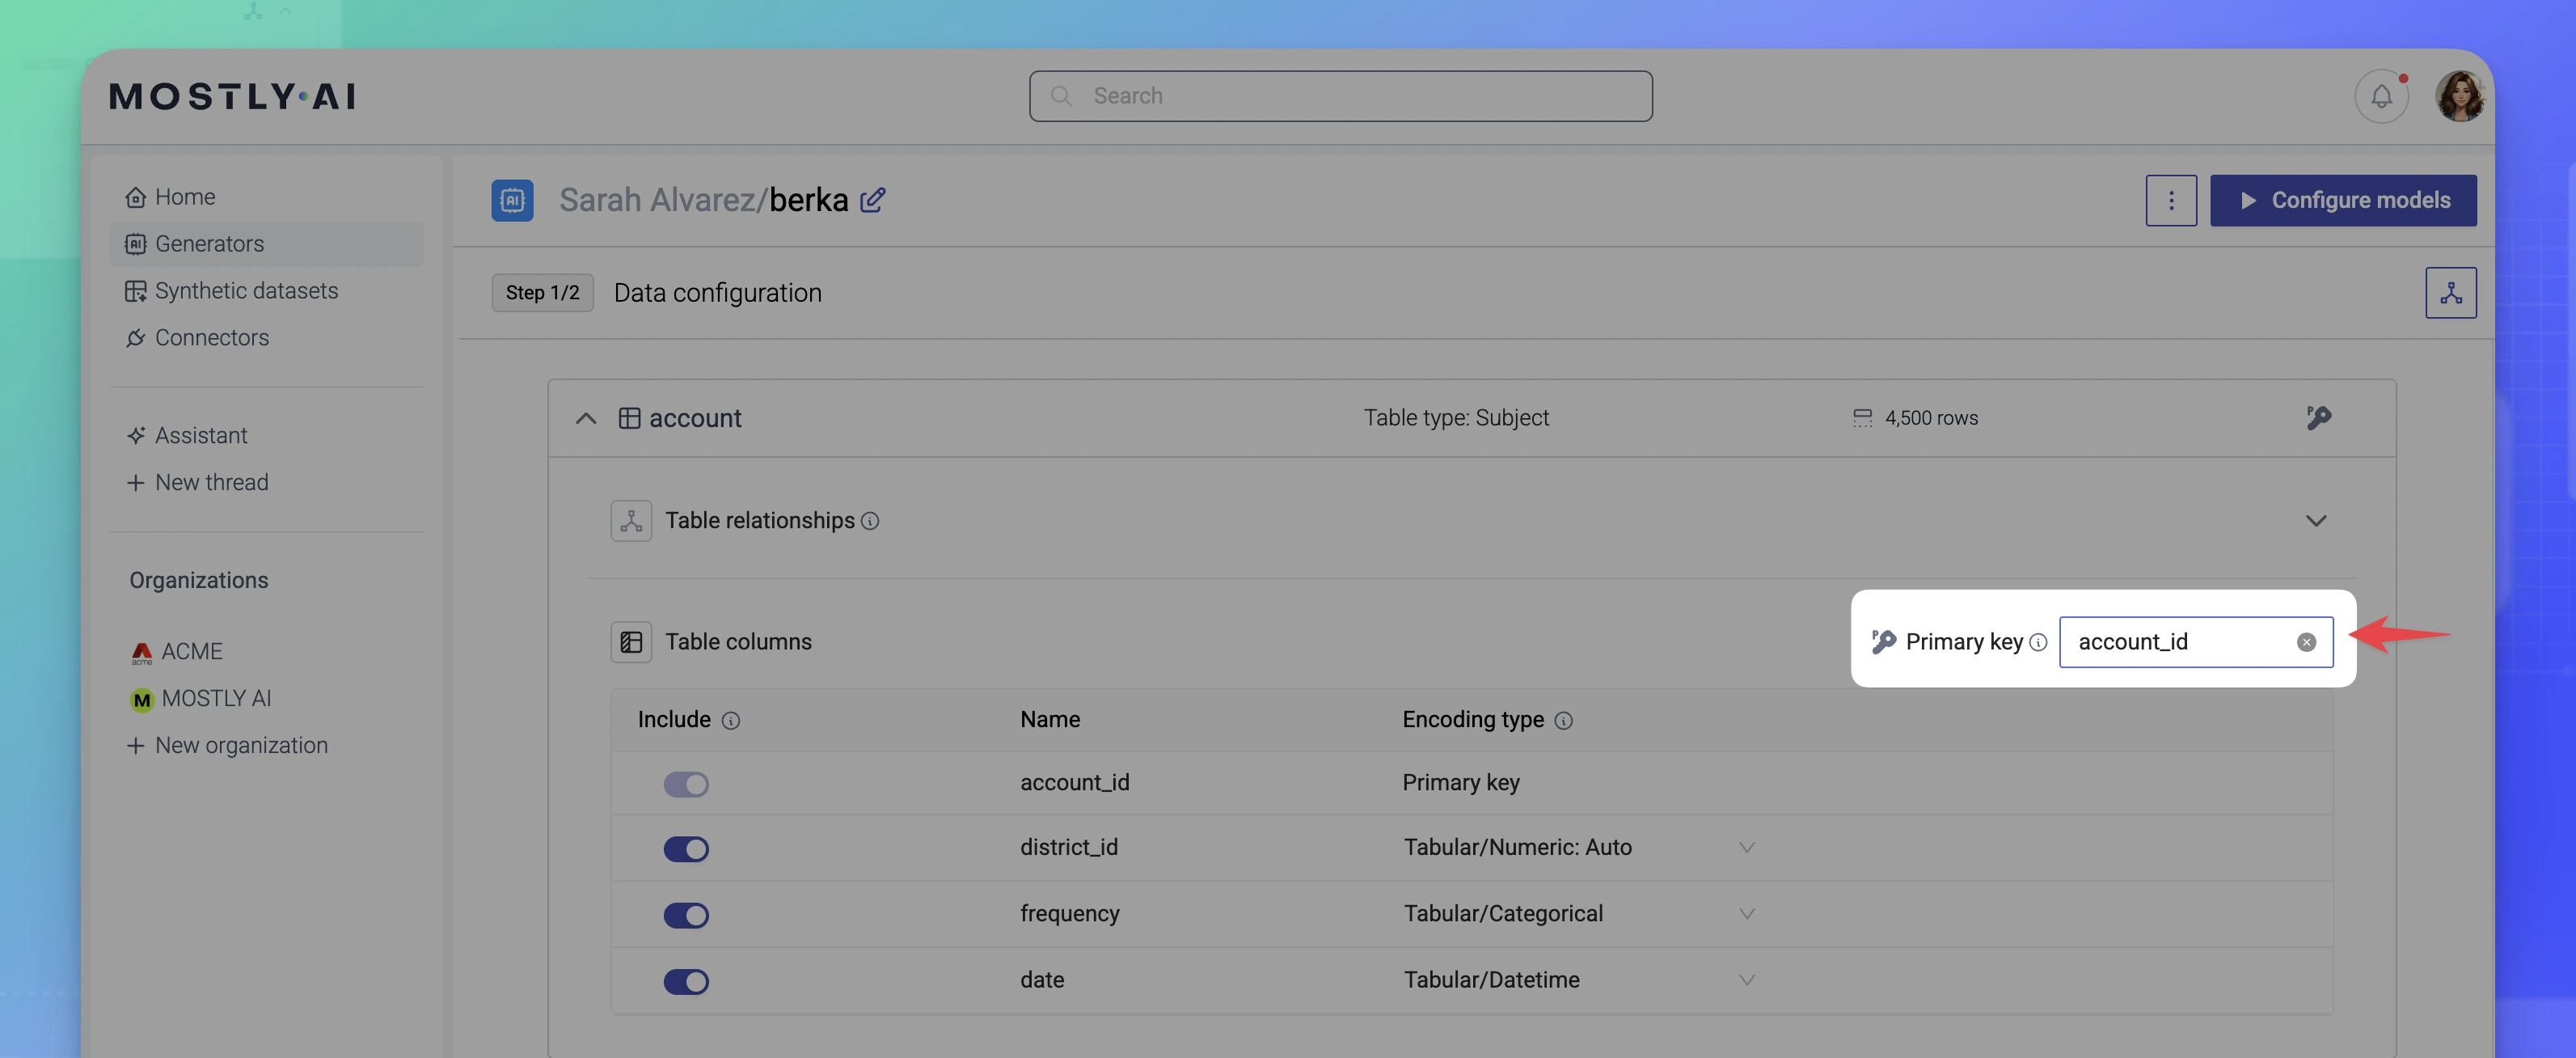 MOSTLY·AI
Search
Home
Generators
Synthetic datasets
Connectors
Assistant
New thread
Organizations
acme
ACME
M
MOSTLY AI
New organization
AI
Sarah Alvarez/berka
Configure models
Step 1/2
Data configuration
account
Table type: Subject
4,500 rows
P
Table relationships
Table columns
P
Primary key
account_id
Include
Name
Encoding type
account_id
Primary key
district_id
Tabular/Numeric: Auto
frequency
Tabular/Categorical
date
Tabular/Datetime